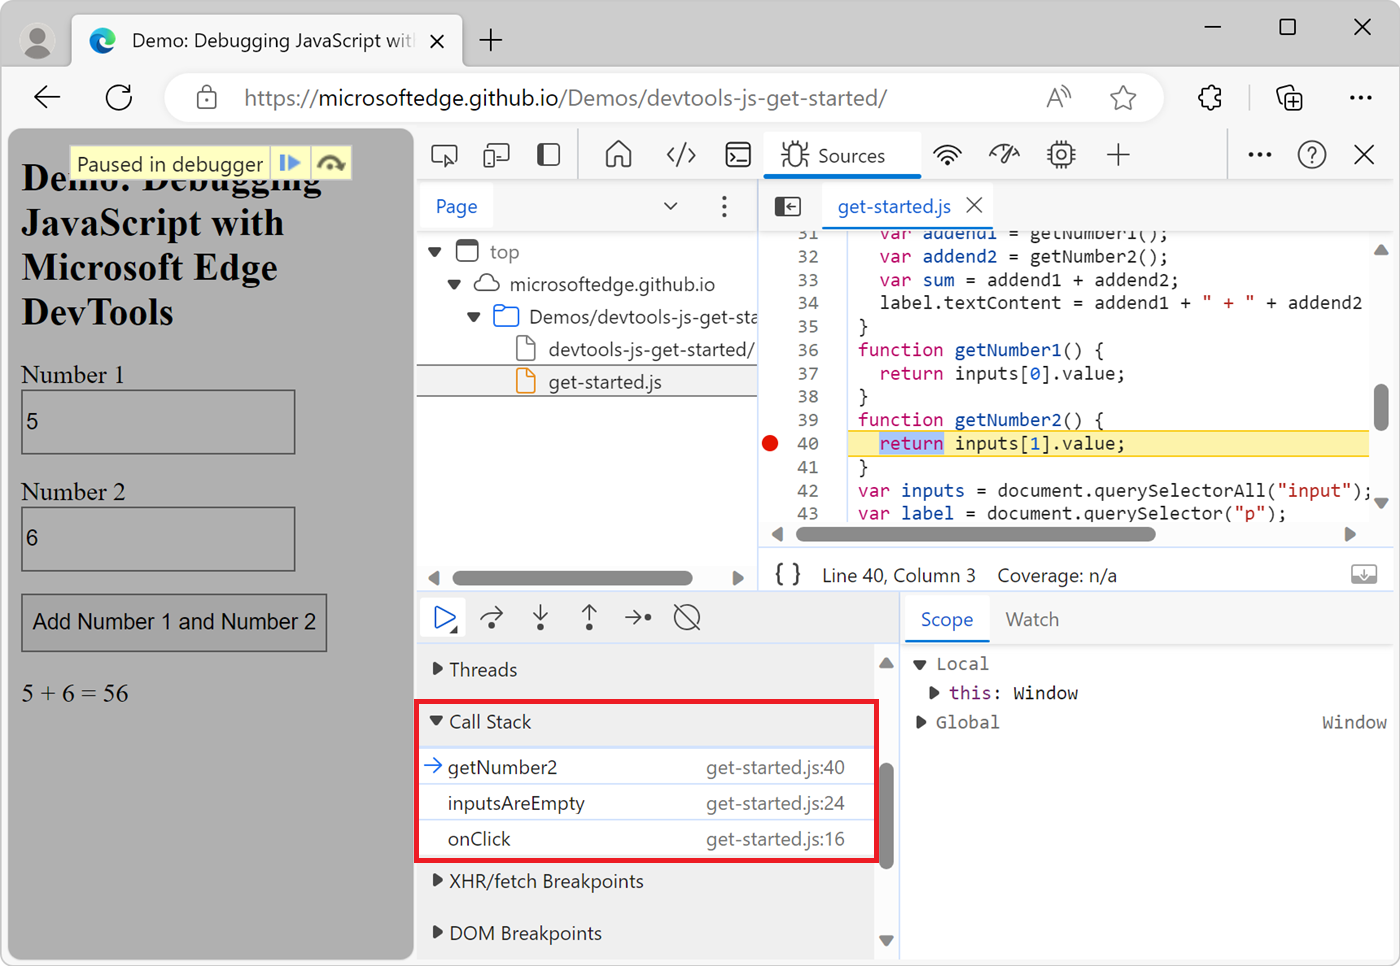 Demo: Debugging JavaScript wit
https://microsoftedge.github.io/Demos/devtools-js-get-started/
Paused in debugger
Demo: Debugging
JavaScript with
Microsoft Edge
DevTools
Number 1
5
Number 2
6
Add Number 1 and Number 2
5 + 6 = 56
Sources
Page
top
microsoftedge.github.io
Demos/devtools-js-get-sta
devtools-js-get-started/
get-started.js
get-started.js
31 var addend1 = getNumber1();
32 var addend2 = getNumber2();
33 var sum = addend1 + addend2;
34 label.textContent = addend1 + " + " + addend2
35 }
36 function getNumber1() {
37 return inputs[0].value;
38 }
39 function getNumber2() {
40 return inputs[1].value;
41 }
42 var inputs = document.querySelectorAll("input");
43 var label = document.querySelector("p");
{ } Line 40, Column 3 Coverage: n/a
Threads
Call Stack
getNumber2 get-started.js:40
inputsAreEmpty get-started.js:24
onClick get-started.js:16
XHR/fetch Breakpoints
DOM Breakpoints
Scope Watch
Local
this: Window
Global Window